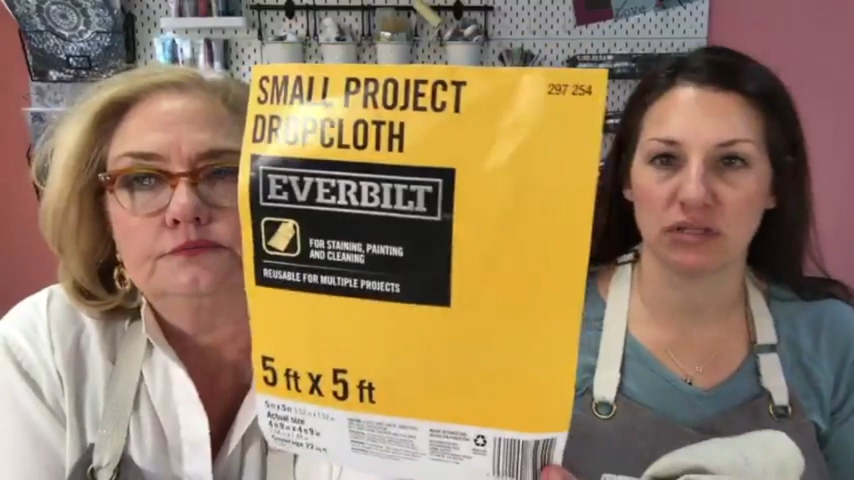 SMALL PROJECT
DROPCLOTH
297 254
EVERBILT
FOR STAINING, PAINTING
AND CLEANING
REUSABLE FOR MULTIPLE PROJECTS
5 ft x 5 ft
Actual size